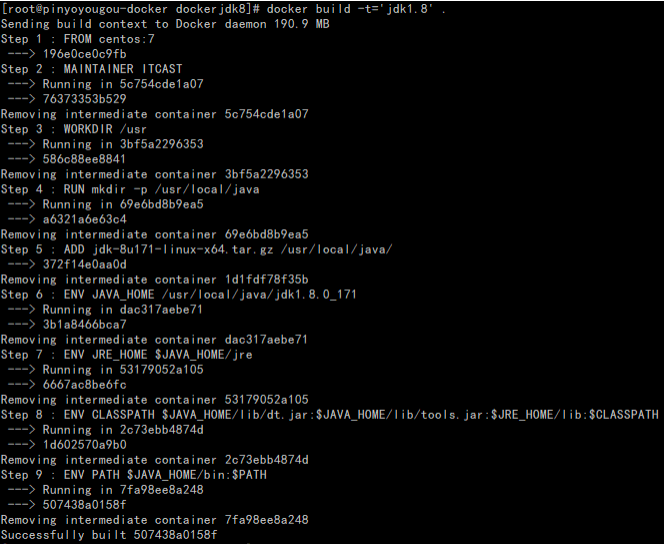 [root@pinyoyougou-docker dockerjdk8]# docker build -t='jdk1.8' .
Sending build context to Docker daemon 190.9 MB
Step 1 : FROM centos:7
 ---> 196e0ce0c9fb
Step 2 : MAINTAINER ITCAST
 ---> Running in 5c754cde1a07
 ---> 76373353b529
Removing intermediate container 5c754cde1a07
Step 3 : WORKDIR /usr
 ---> Running in 3bf5a2296353
 ---> 586c88ee8841
Removing intermediate container 3bf5a2296353
Step 4 : RUN mkdir -p /usr/local/java
 ---> Running in 69e6bd8b9ea5
 ---> a6321a6e63c4
Removing intermediate container 69e6bd8b9ea5
Step 5 : ADD jdk-8u171-linux-x64.tar.gz /usr/local/java/
 ---> 372f14e0aa0d
Removing intermediate container 1d1fdf78f35b
Step 6 : ENV JAVA_HOME /usr/local/java/jdk1.8.0_171
 ---> Running in dac317aebe71
 ---> 3b1a8466bca7
Removing intermediate container dac317aebe71
Step 7 : ENV JRE_HOME $JAVA_HOME/jre
 ---> Running in 53179052a105
 ---> 6667ac8be6fc
Removing intermediate container 53179052a105
Step 8 : ENV CLASSPATH $JAVA_HOME/lib/dt.jar:$JAVA_HOME/lib/tools.jar:$JRE_HOME/lib:$CLASSPATH
 ---> Running in 2c73ebb4874d
 ---> 1d602570a9b0
Removing intermediate container 2c73ebb4874d
Step 9 : ENV PATH $JAVA_HOME/bin:$PATH
 ---> Running in 7fa98ee8a248
 ---> 507438a0158f
Removing intermediate container 7fa98ee8a248
Successfully built 507438a0158f